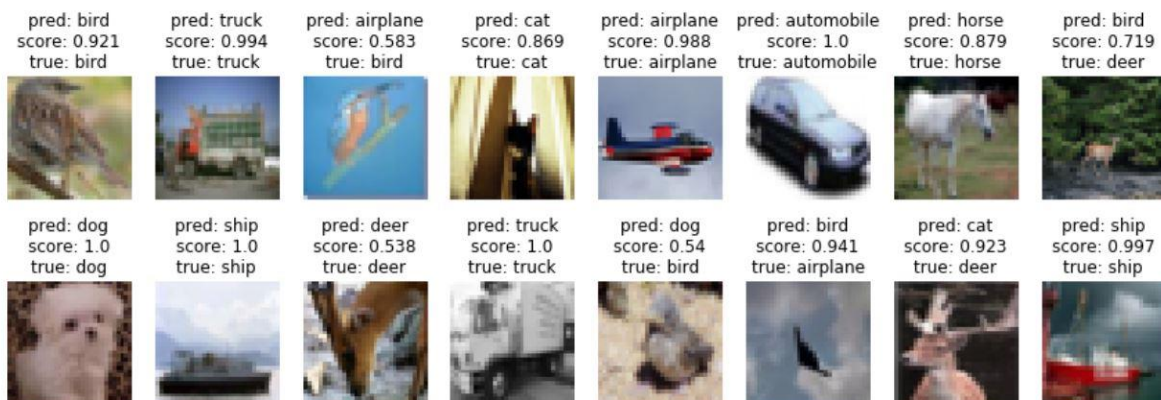 pred: bird
score: 0.921
true: bird
pred: truck
score: 0.994
true: truck
pred: airplane
score: 0.583
true: bird
pred: cat
score: 0.869
true: cat
pred: airplane
score: 0.988
true: airplane
pred: automobile
score: 1.0
true: automobile
pred: horse
score: 0.879
true: horse
pred: bird
score: 0.719
true: deer
pred: dog
score: 1.0
true: dog
pred: ship
score: 1.0
true: ship
pred: deer
score: 0.538
true: deer
pred: truck
score: 1.0
true: truck
pred: dog
score: 0.54
true: bird
pred: bird
score: 0.941
true: airplane
pred: cat
score: 0.923
true: deer
pred: ship
score: 0.997
true: ship